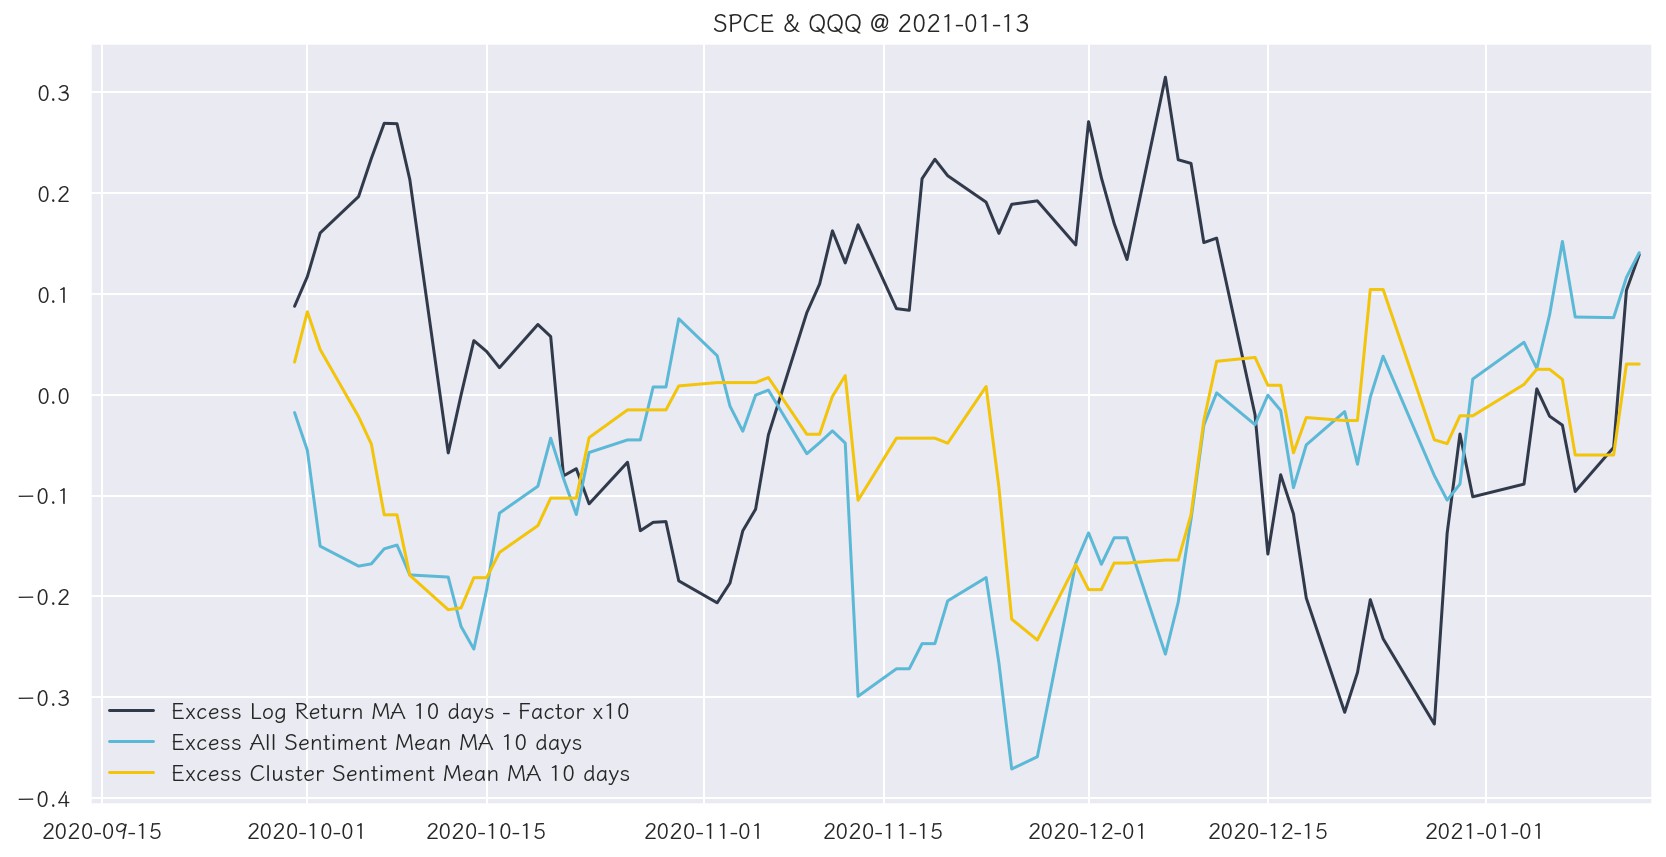 SPCE & QQQ @ 2021-01-13
0.3
0.2
0.1
0.0
−0.1
−0.2
−0.3
−0.4
Excess Log Return MA 10 days - Factor x10
Excess All Sentiment Mean MA 10 days
Excess Cluster Sentiment Mean MA 10 days
2020-09-15 2020-10-01 2020-10-15 2020-11-01 2020-11-15 2020-12-01 2020-12-15 2021-01-01